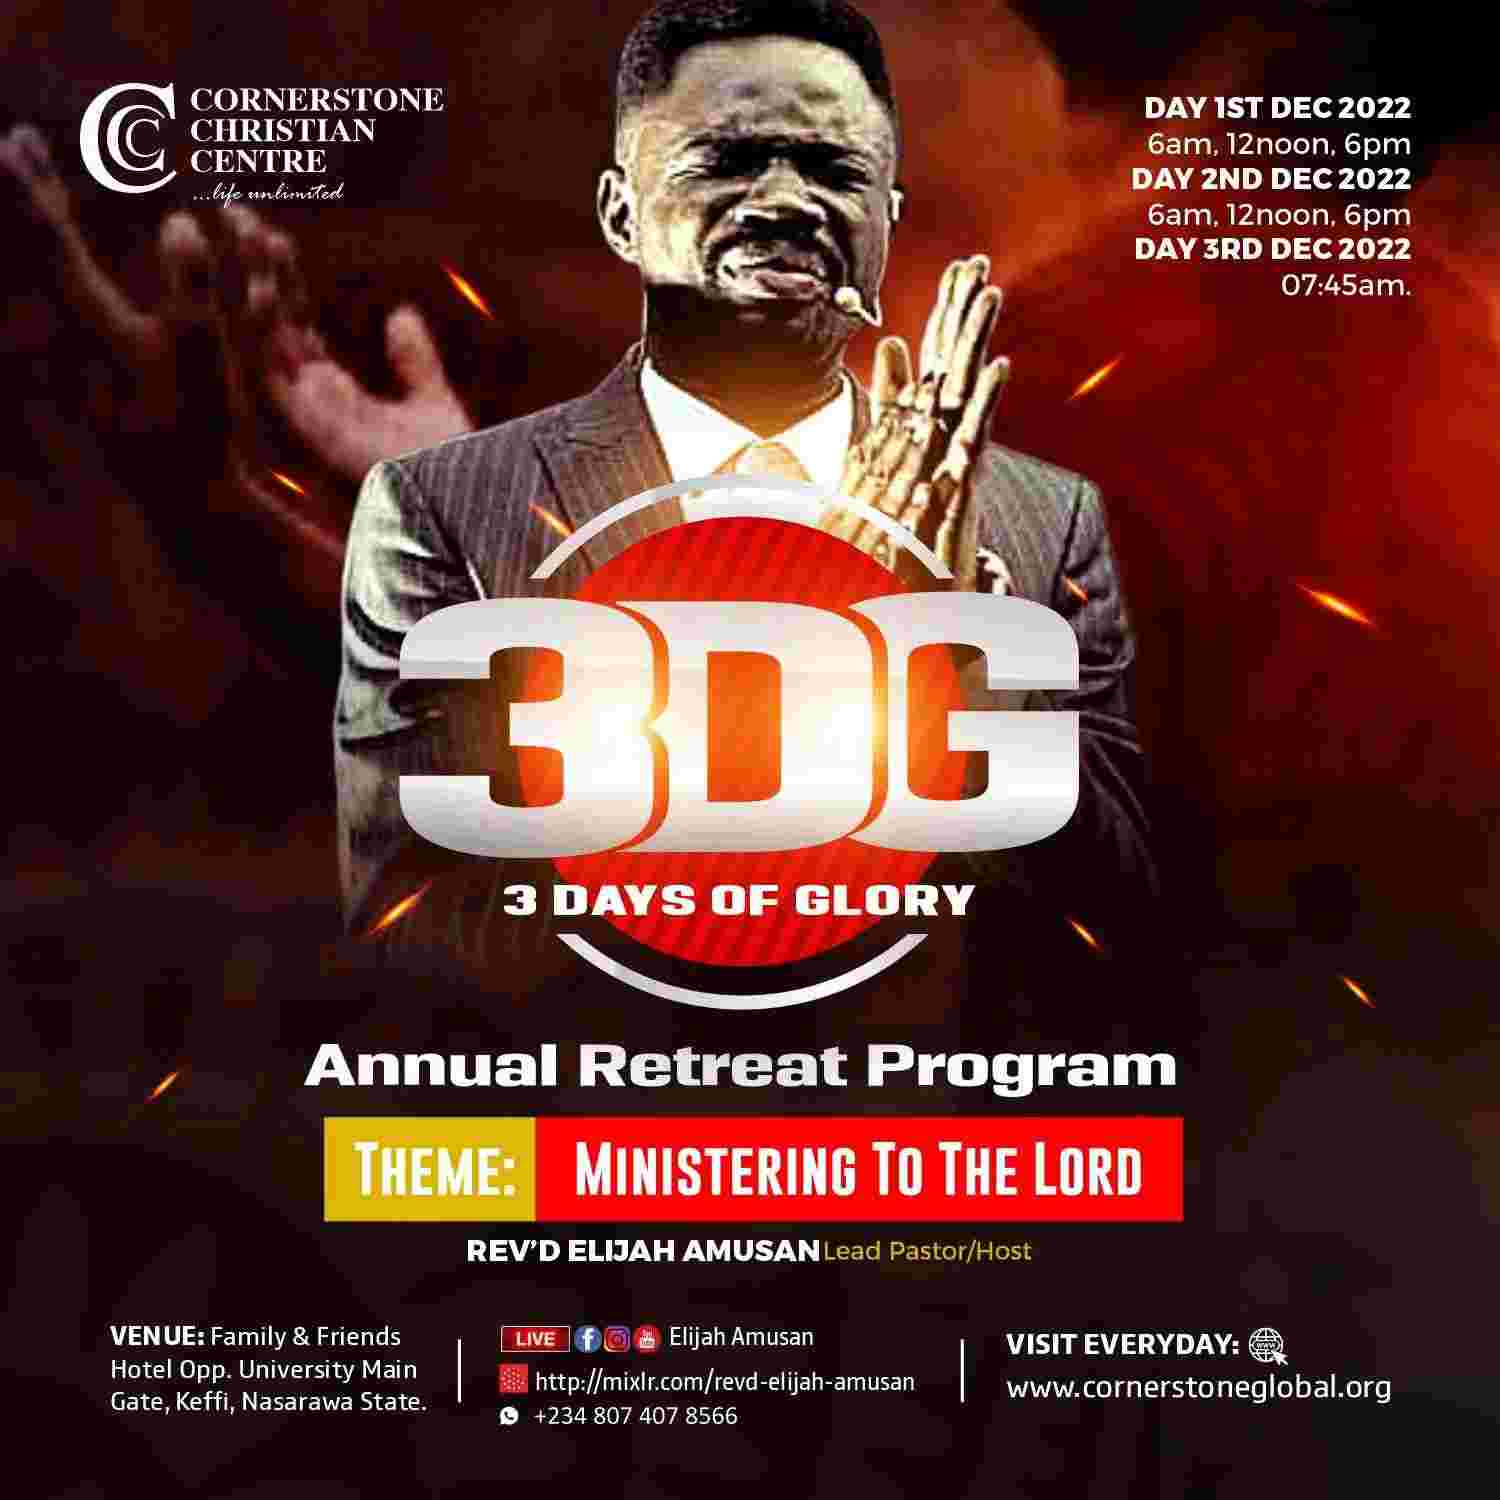 CORNERSTONE
CHRISTIAN
CENTRE
...life unlimited
DAY 1ST DEC 2022
6am, 12noon, 6pm
DAY 2ND DEC 2022
6am, 12noon, 6pm
DAY 3RD DEC 2022
07:45am.
3DG
3 DAYS OF GLORY
Annual Retreat Program
THEME: MINISTERING TO THE LORD
REV'D ELIJAH AMUSAN Lead Pastor/Host
VENUE: Family & Friends
Hotel Opp. University Main
Gate, Keffi, Nasarawa State.
LIVE Elijah Amusan
http://mixlr.com/revd-elijah-amusan
+234 807 407 8566
VISIT EVERYDAY:
www.cornerstoneglobal.org